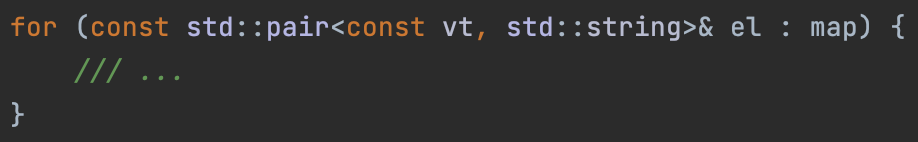 for (const std::pair<const vt, std::string>& el : map) {
    /// ...
}